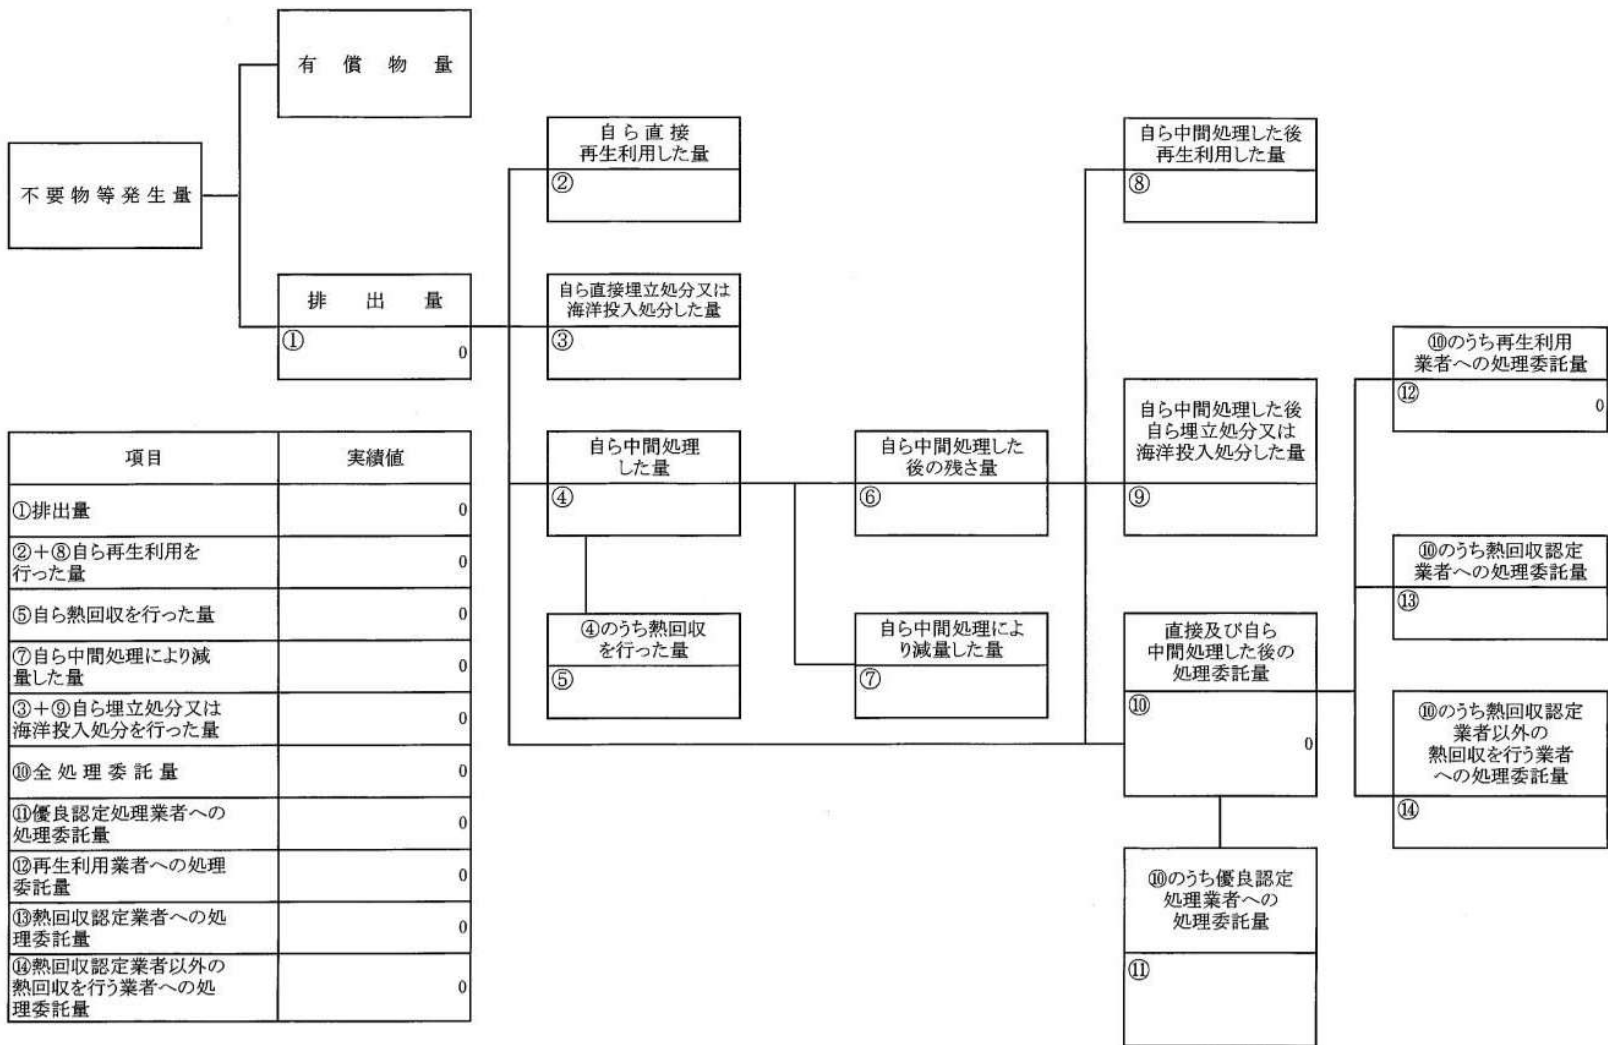 有償物量
不要物等発生量
排出量
①
0
自ら直接
再生利用した量
②
自ら直接埋立処分又は
海洋投入処分した量
③
自ら中間処理
した量
④
④のうち熱回収
を行った量
⑤
自ら中間処理した
後の残さ量
⑥
自ら中間処理によ
り減量した量
⑦
自ら中間処理した後
再生利用した量
⑧
自ら中間処理した後
自ら埋立処分又は
海洋投入処分した量
⑨
直接及び自ら
中間処理した後の
処理委託量
⑩
0
⑩のうち優良認定
処理業者への
処理委託量
⑪
⑩のうち再生利用
業者への処理委託量
⑫
0
⑩のうち熱回収認定
業者への処理委託量
⑬
⑩のうち熱回収認定
業者以外の
熱回収を行う業者
への処理委託量
⑭
項目 実績値
①排出量 0
②+⑧自ら再生利用を
行った量 0
⑤自ら熱回収を行った量 0
⑦自ら中間処理により減
量した量 0
③+⑨自ら埋立処分又は
海洋投入処分を行った量 0
⑩全処理委託量 0
⑪優良認定処理業者への
処理委託量 0
⑫再生利用業者への処理
委託量 0
⑬熱回収認定業者への処
理委託量 0
⑭熱回収認定業者以外の
熱回収を行う業者への処
理委託量 0